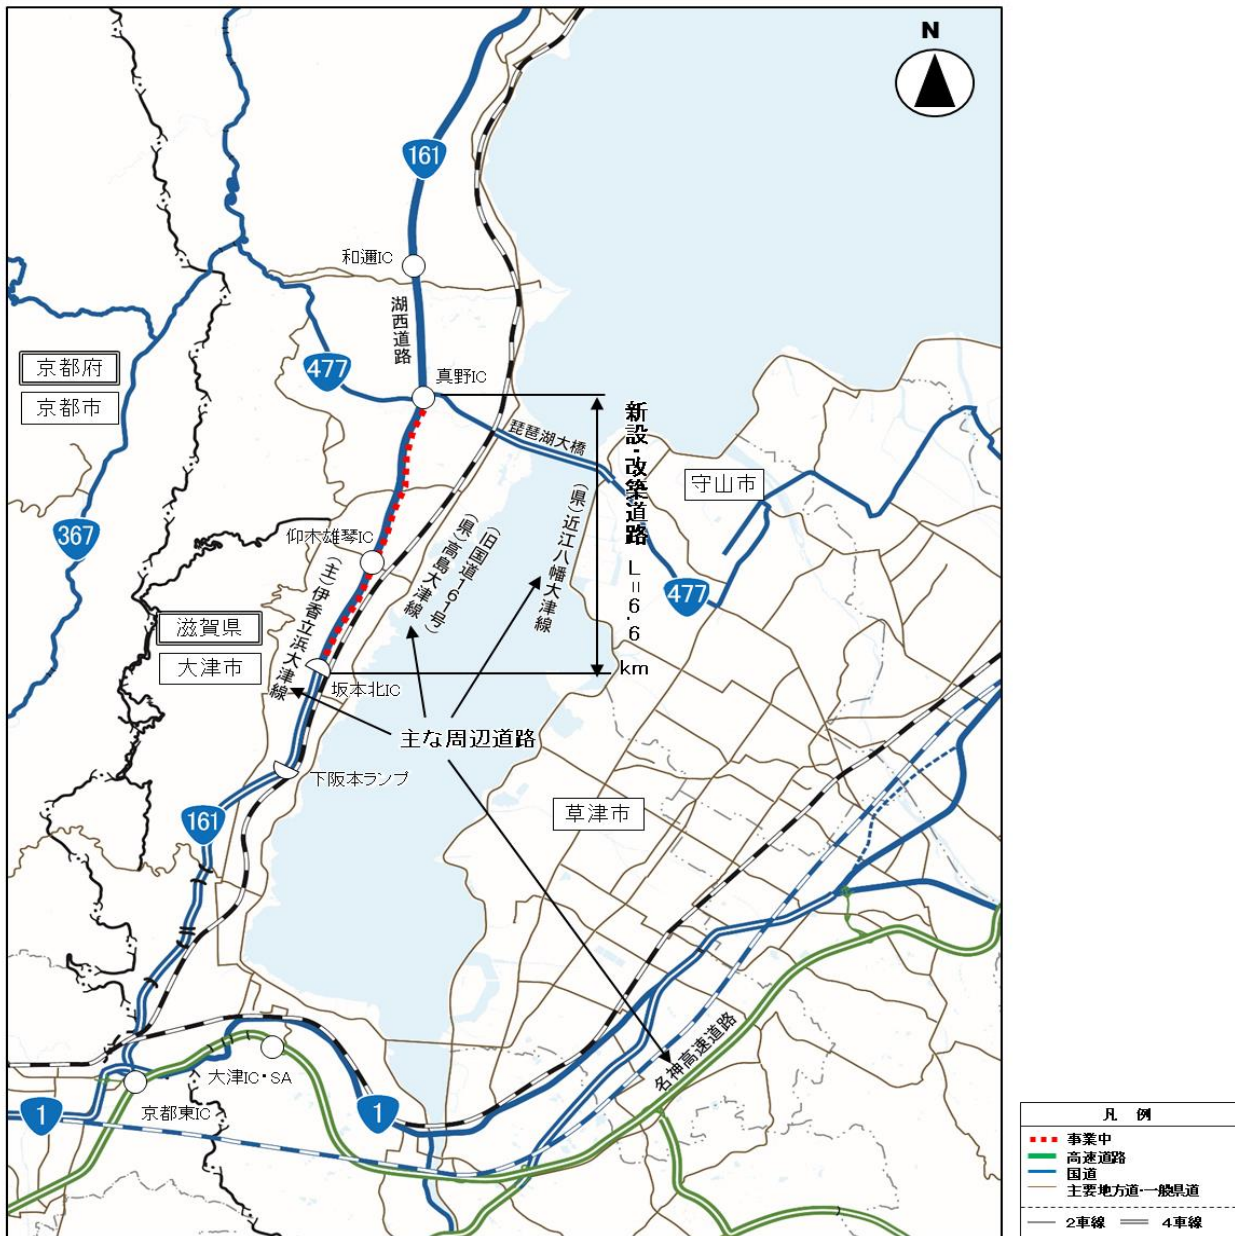 N
161
和邇IC
湖西道路
京都府
京都市
477
真野IC
琵琶湖大橋
新設・改築道路 L=6.6km
守山市
(県)近江八幡大津線
367
仰木雄琴IC
(旧国道161号)
(県)高島大津線
(主)伊香立浜大津線
477
滋賀県
大津市
坂本北IC
主な周辺道路
下阪本ランプ
161
草津市
名神高速道路
大津IC・SA
京都東IC
1
1
凡 例
事業中
高速道路
国道
主要地方道・一般県道
2車線 4車線